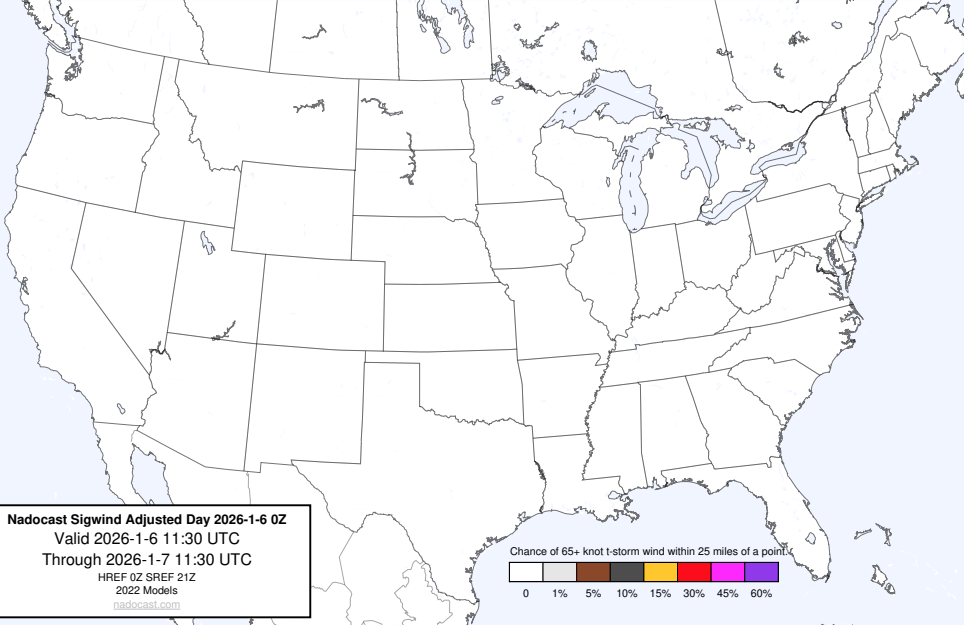 Nadocast Sigwind Adjusted Day 2026-1-6 0Z
Valid 2026-1-6 11:30 UTC
Through 2026-1-7 11:30 UTC
HREF 0Z SREF 21Z
2022 Models
nadocast.com
Chance of 65+ knot t-storm wind within 25 miles of a point.
0 1% 5% 10% 15% 30% 45% 60%